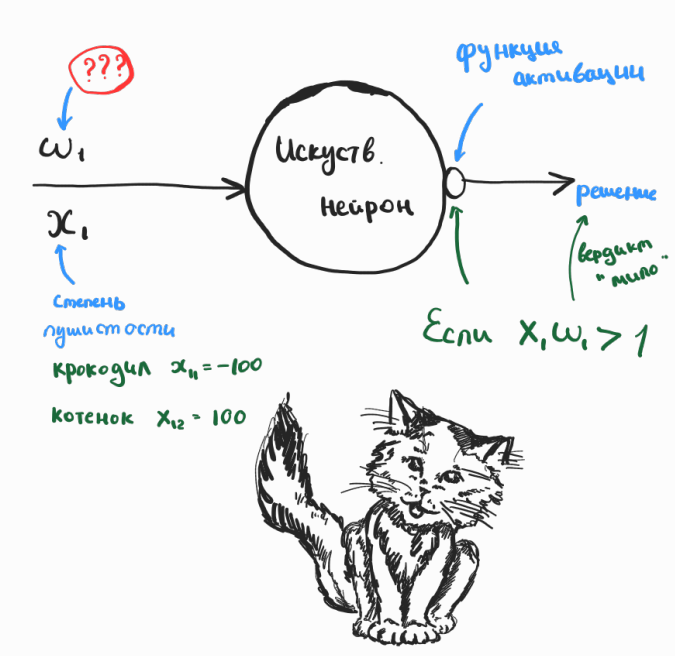 ???
функция
активации
ω₁
Искуств.
нейрон
x₁
решение
степень
пушистости
вердикт
"мило"
Если x₁ω₁ > 1
крокодил x₁₁ = -100
котенок x₁₂ = 100